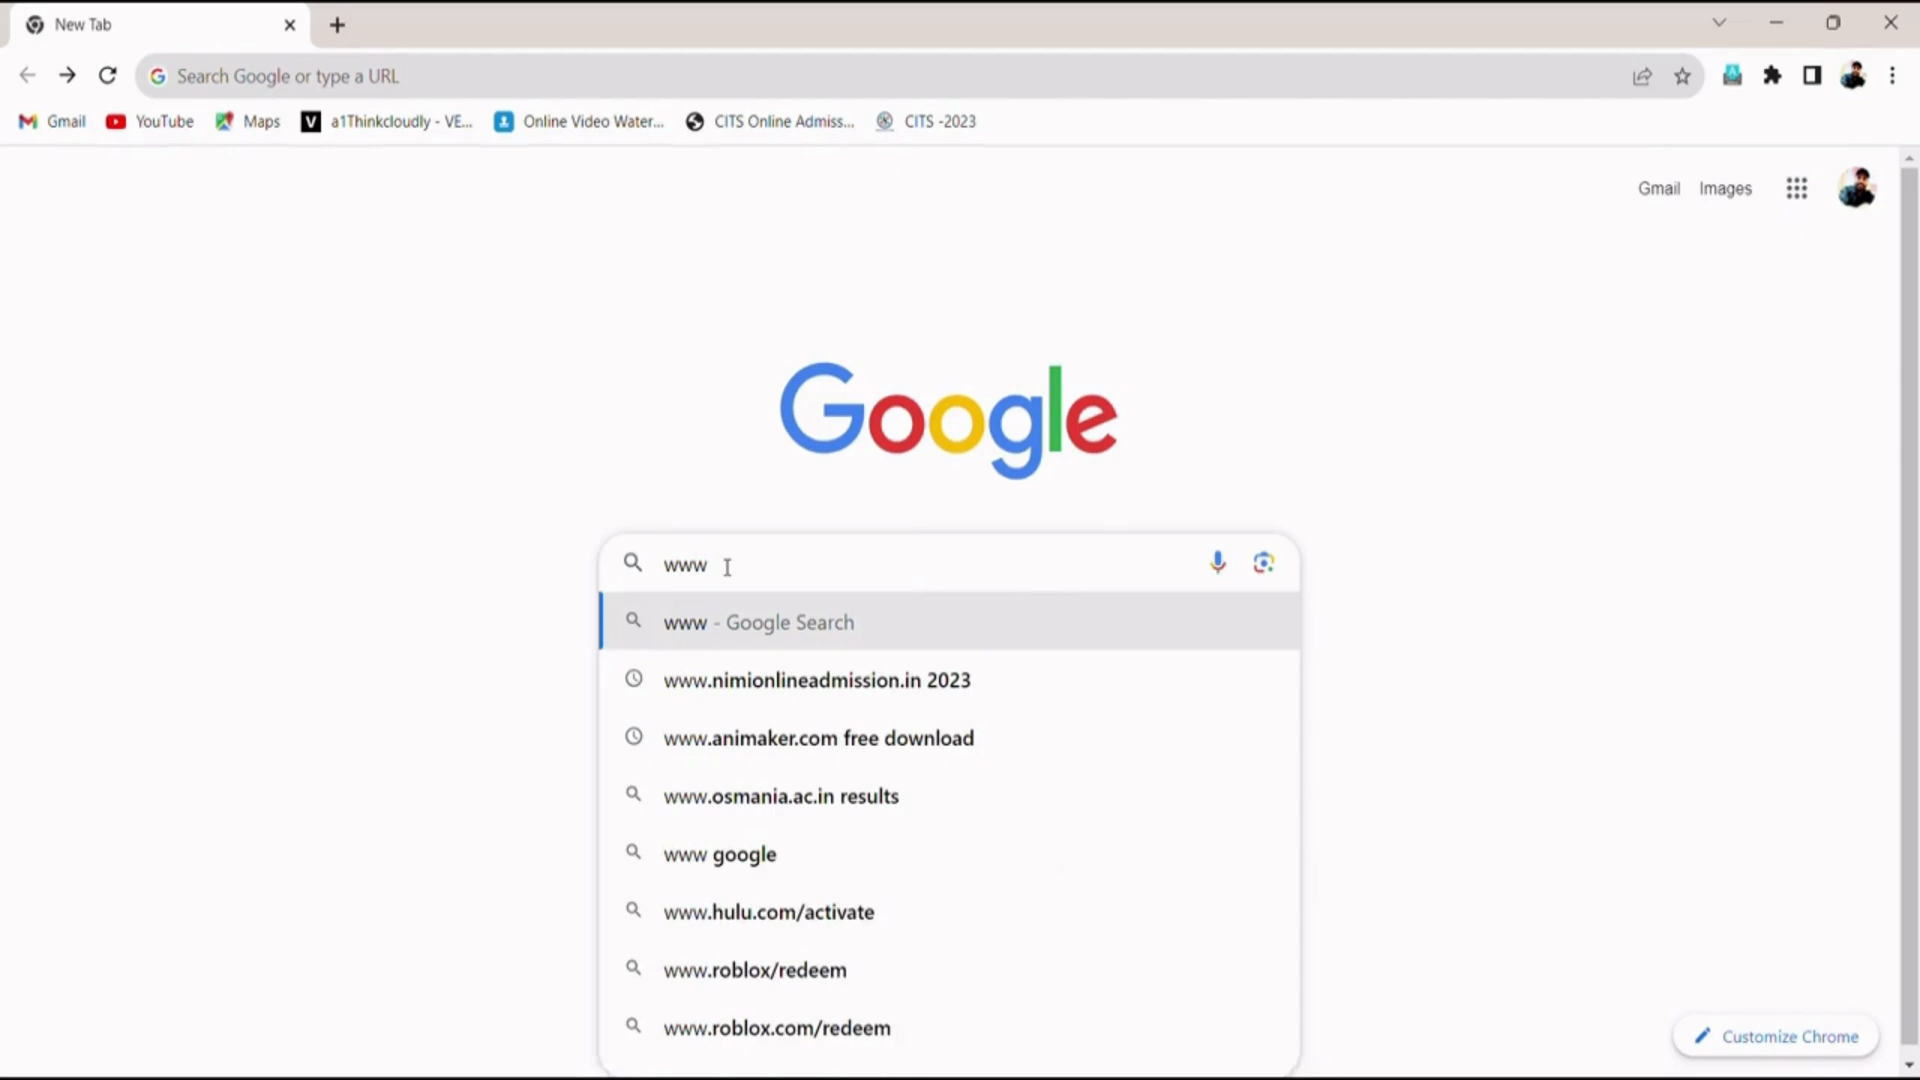 New Tab
Search Google or type a URL
Gmail YouTube Maps a1Thinkcloudly - VE... Online Video Water... CITS Online Admiss... CITS -2023
Gmail Images
Google
www
www - Google Search
www.nimionlineadmission.in 2023
www.animaker.com free download
www.osmania.ac.in results
www google
www.hulu.com/activate
www.roblox/redeem
www.roblox.com/redeem
Customize Chrome